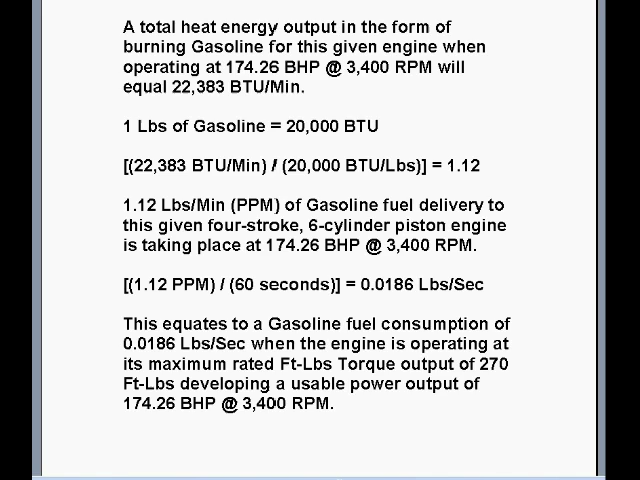 A total heat energy output in the form of
burning Gasoline for this given engine when
operating at 174.26 BHP @ 3,400 RPM will
equal 22,383 BTU/Min.
1 Lbs of Gasoline = 20,000 BTU
[(22,383 BTU/Min) / (20,000 BTU/Lbs)] = 1.12
1.12 Lbs/Min (PPM) of Gasoline fuel delivery to
this given four-stroke, 6-cylinder piston engine
is taking place at 174.26 BHP @ 3,400 RPM.
[(1.12 PPM) / (60 seconds)] = 0.0186 Lbs/Sec
This equates to a Gasoline fuel consumption of
0.0186 Lbs/Sec when the engine is operating at
its maximum rated Ft-Lbs Torque output of 270
Ft-Lbs developing a usable power output of
174.26 BHP @ 3,400 RPM.